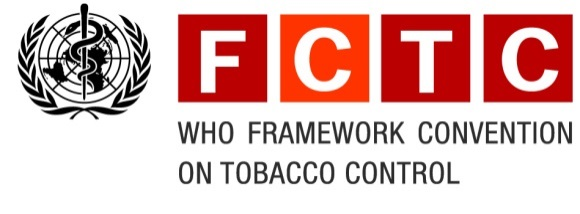 FCTC
WHO FRAMEWORK CONVENTION
ON TOBACCO CONTROL